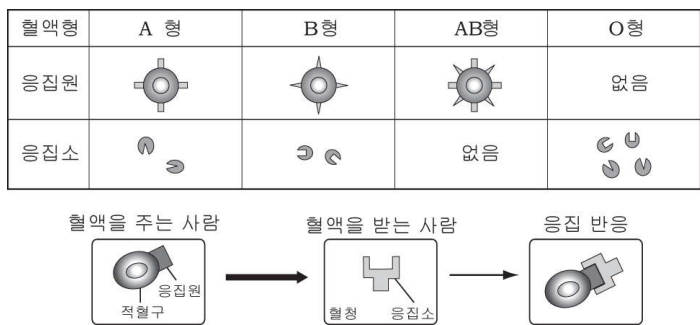 혈액형 A 형 B형 AB형 O형
응집원 없음
응집소 없음
혈액을 주는 사람 혈액을 받는 사람 응집 반응
응집원
적혈구
혈청 응집소